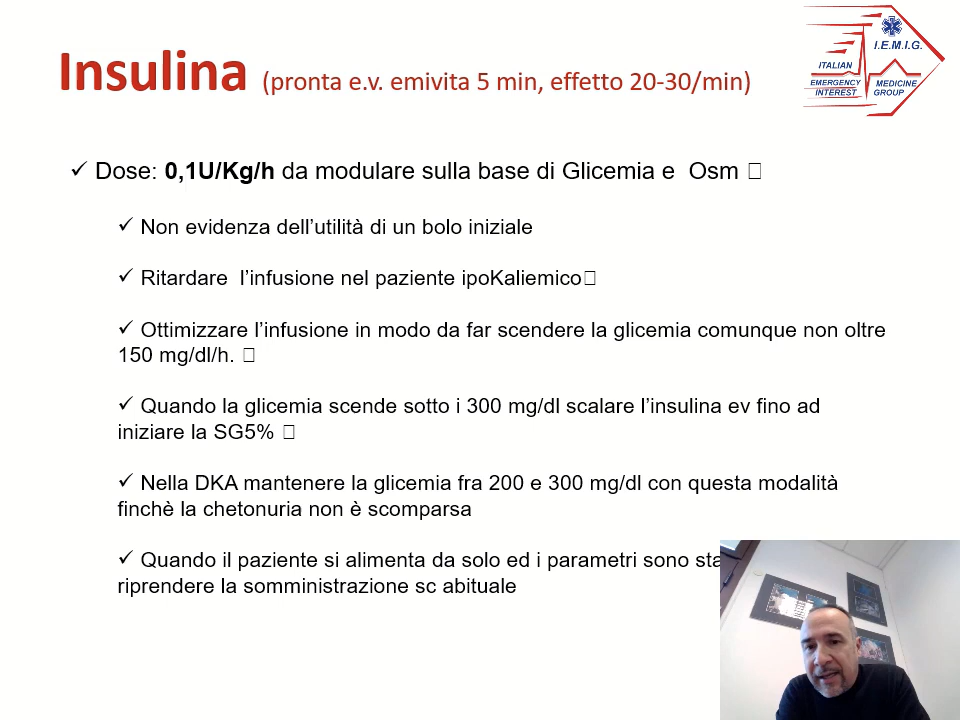 Insulina (pronta e.v. emivita 5 min, effetto 20-30/min)
I.E.M.I.G.
ITALIAN
EMERGENCY MEDICINE
INTEREST GROUP
✓ Dose: 0,1U/Kg/h da modulare sulla base di Glicemia e Osm
✓ Non evidenza dell'utilità di un bolo iniziale
✓ Ritardare l'infusione nel paziente ipoKaliemico
✓ Ottimizzare l'infusione in modo da far scendere la glicemia comunque non oltre
150 mg/dl/h.
✓ Quando la glicemia scende sotto i 300 mg/dl scalare l'insulina ev fino ad
iniziare la SG5%
✓ Nella DKA mantenere la glicemia fra 200 e 300 mg/dl con questa modalità
finchè la chetonuria non è scomparsa
✓ Quando il paziente si alimenta da solo ed i parametri sono
riprendere la somministrazione sc abituale